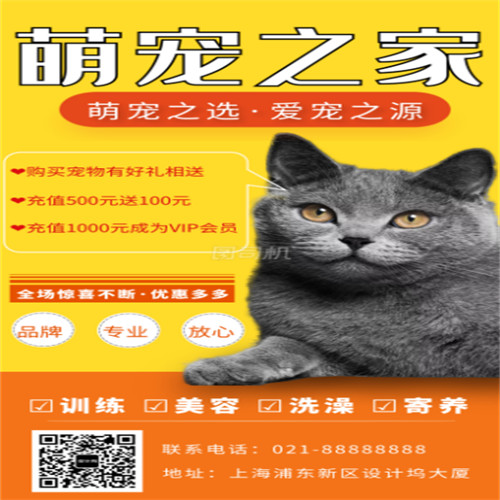 萌宠之家
萌宠之选·爱宠之源
❤购买宠物有好礼相送
❤充值500元送100元
❤充值1000元成为VIP会员
全场惊喜不断·优惠多多
品牌 专业 放心
☑训练 ☑美容 ☑洗澡 ☑寄养
联系电话：021-88888888
地址：上海浦东新区设计坞大厦